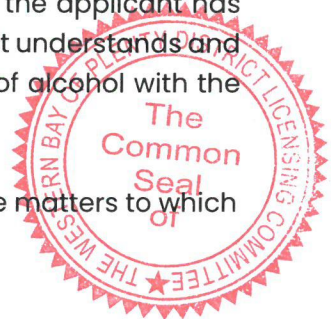 the applicant has
t understands and
of alcohol with the
e matters to which
THE WESTERN BAY OF PLENTY DISTRICT LICENSING COMMITTEE
The
Common
Seal
of